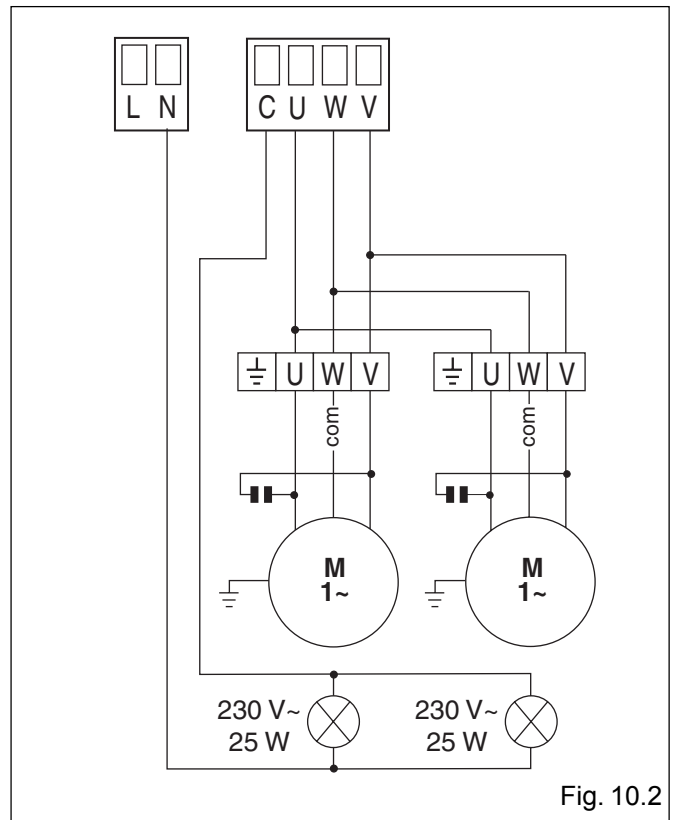 L N C U W V
U W V U W V
com com
M M
1~ 1~
230 V~ 230 V~
25 W 25 W
Fig. 10.2